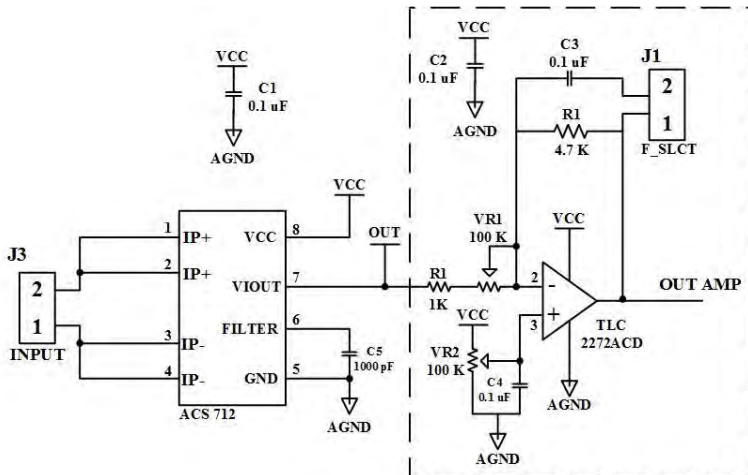 VCC
C1
0.1 uF
AGND
VCC
C2
0.1 uF
AGND
C3
0.1 uF
J1
2
1
F_SLCT
R1
4.7 K
VCC
J3
2
1
INPUT
1
IP+
2
IP+
3
IP-
4
IP-
VCC
8
VIOUT
7
FILTER
6
GND
5
ACS 712
C5
1000 pF
AGND
OUT
R1
1K
VR1
100 K
VCC
2
-
3
+
TLC
2272ACD
AGND
OUT AMP
VCC
VR2
100 K
C4
0.1 uF
AGND